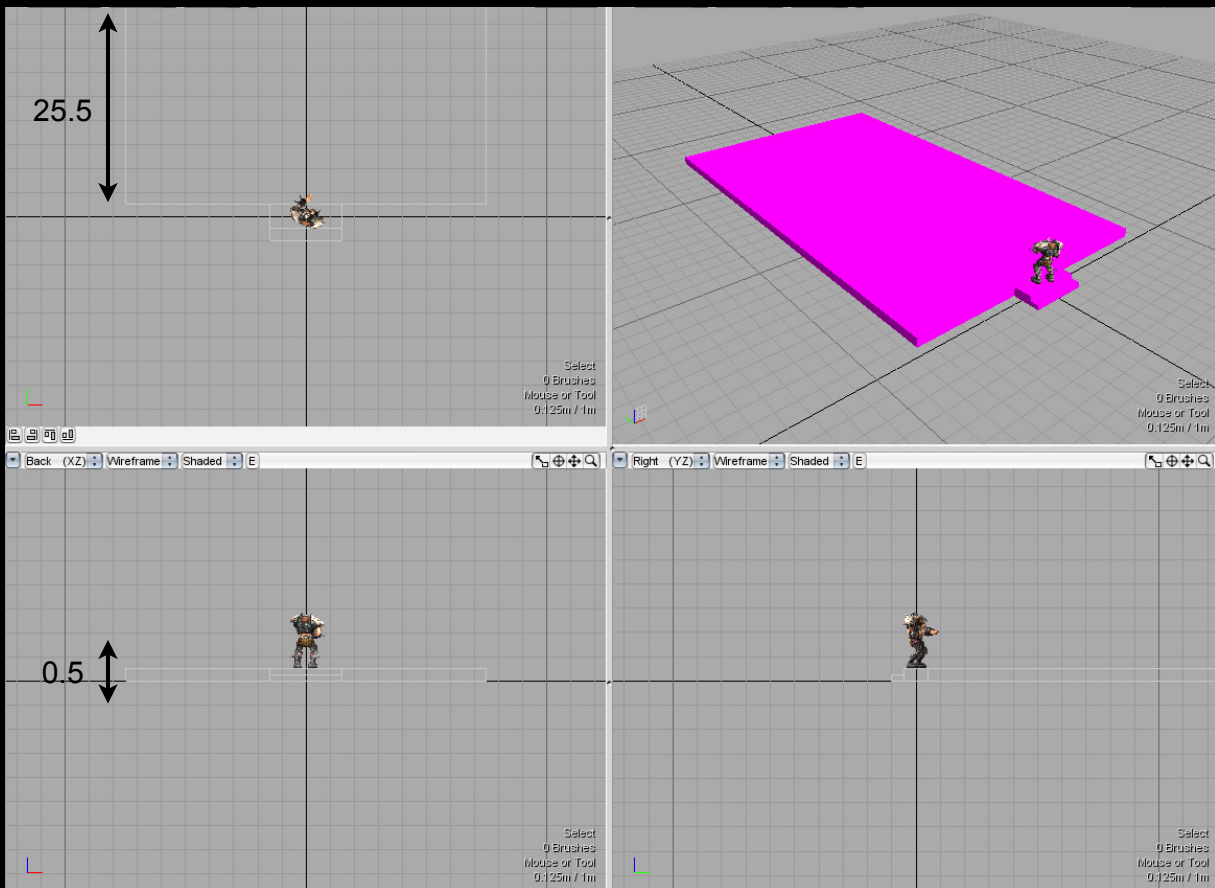 25.5
Select
0 Brushes
Mouse or Tool
0.125m / 1m
Select
0 Brushes
Mouse or Tool
0.125m / 1m
Back (XZ) Wireframe Shaded E
Right (YZ) Wireframe Shaded E
0.5
Select
0 Brushes
Mouse or Tool
0.125m / 1m
Select
0 Brushes
Mouse or Tool
0.125m / 1m